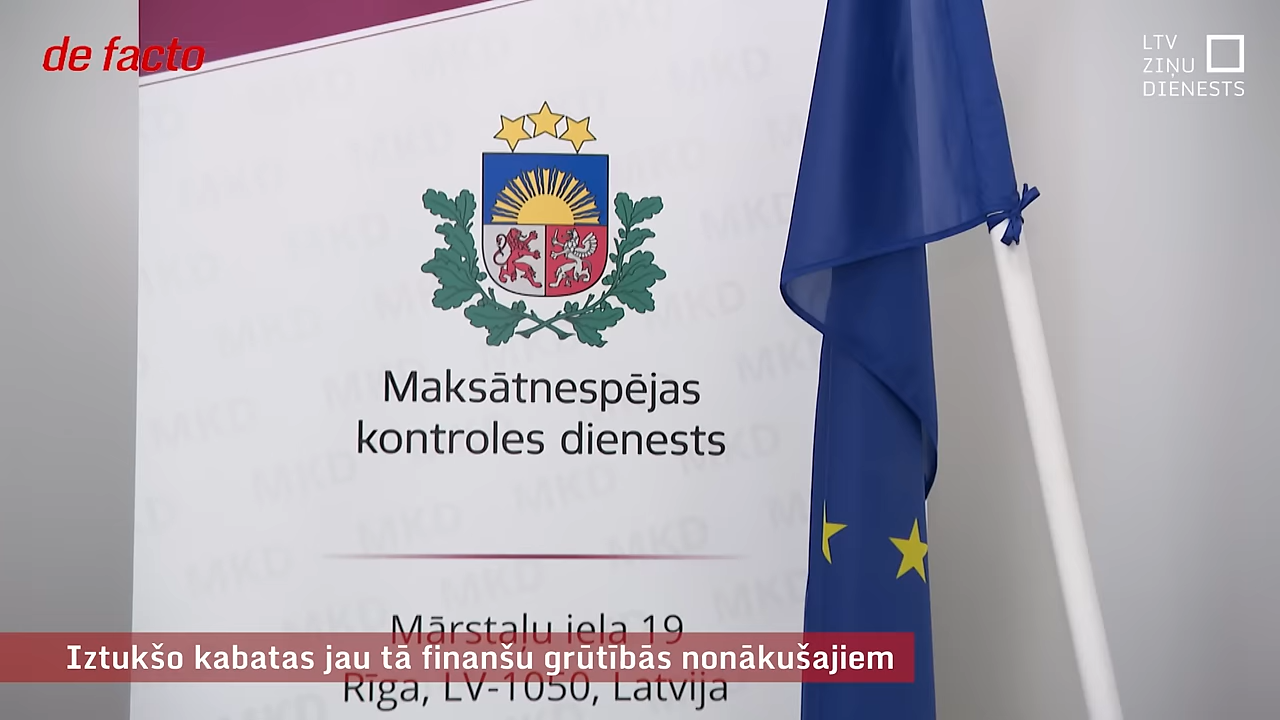 de facto
LTV
ZIŅU
DIENESTS
Maksātnespējas
kontroles dienests
Mārstaļu iela 19
Iztukšo kabatas jau tā finanšu grūtībās nonākušajiem
Rīga, LV-1050, Latvija
MKD